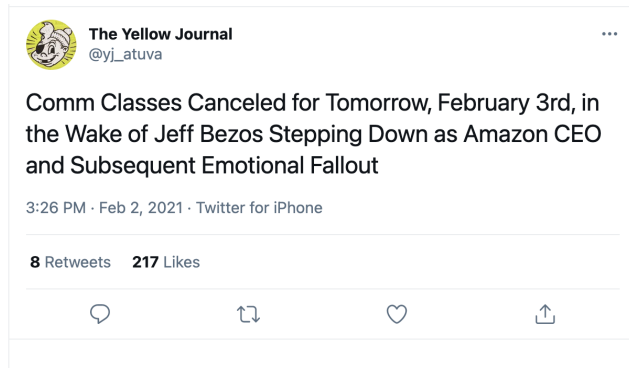 The Yellow Journal
@yj_atuva
Comm Classes Canceled for Tomorrow, February 3rd, in
the Wake of Jeff Bezos Stepping Down as Amazon CEO
and Subsequent Emotional Fallout
3:26 PM · Feb 2, 2021 · Twitter for iPhone
8 Retweets 217 Likes